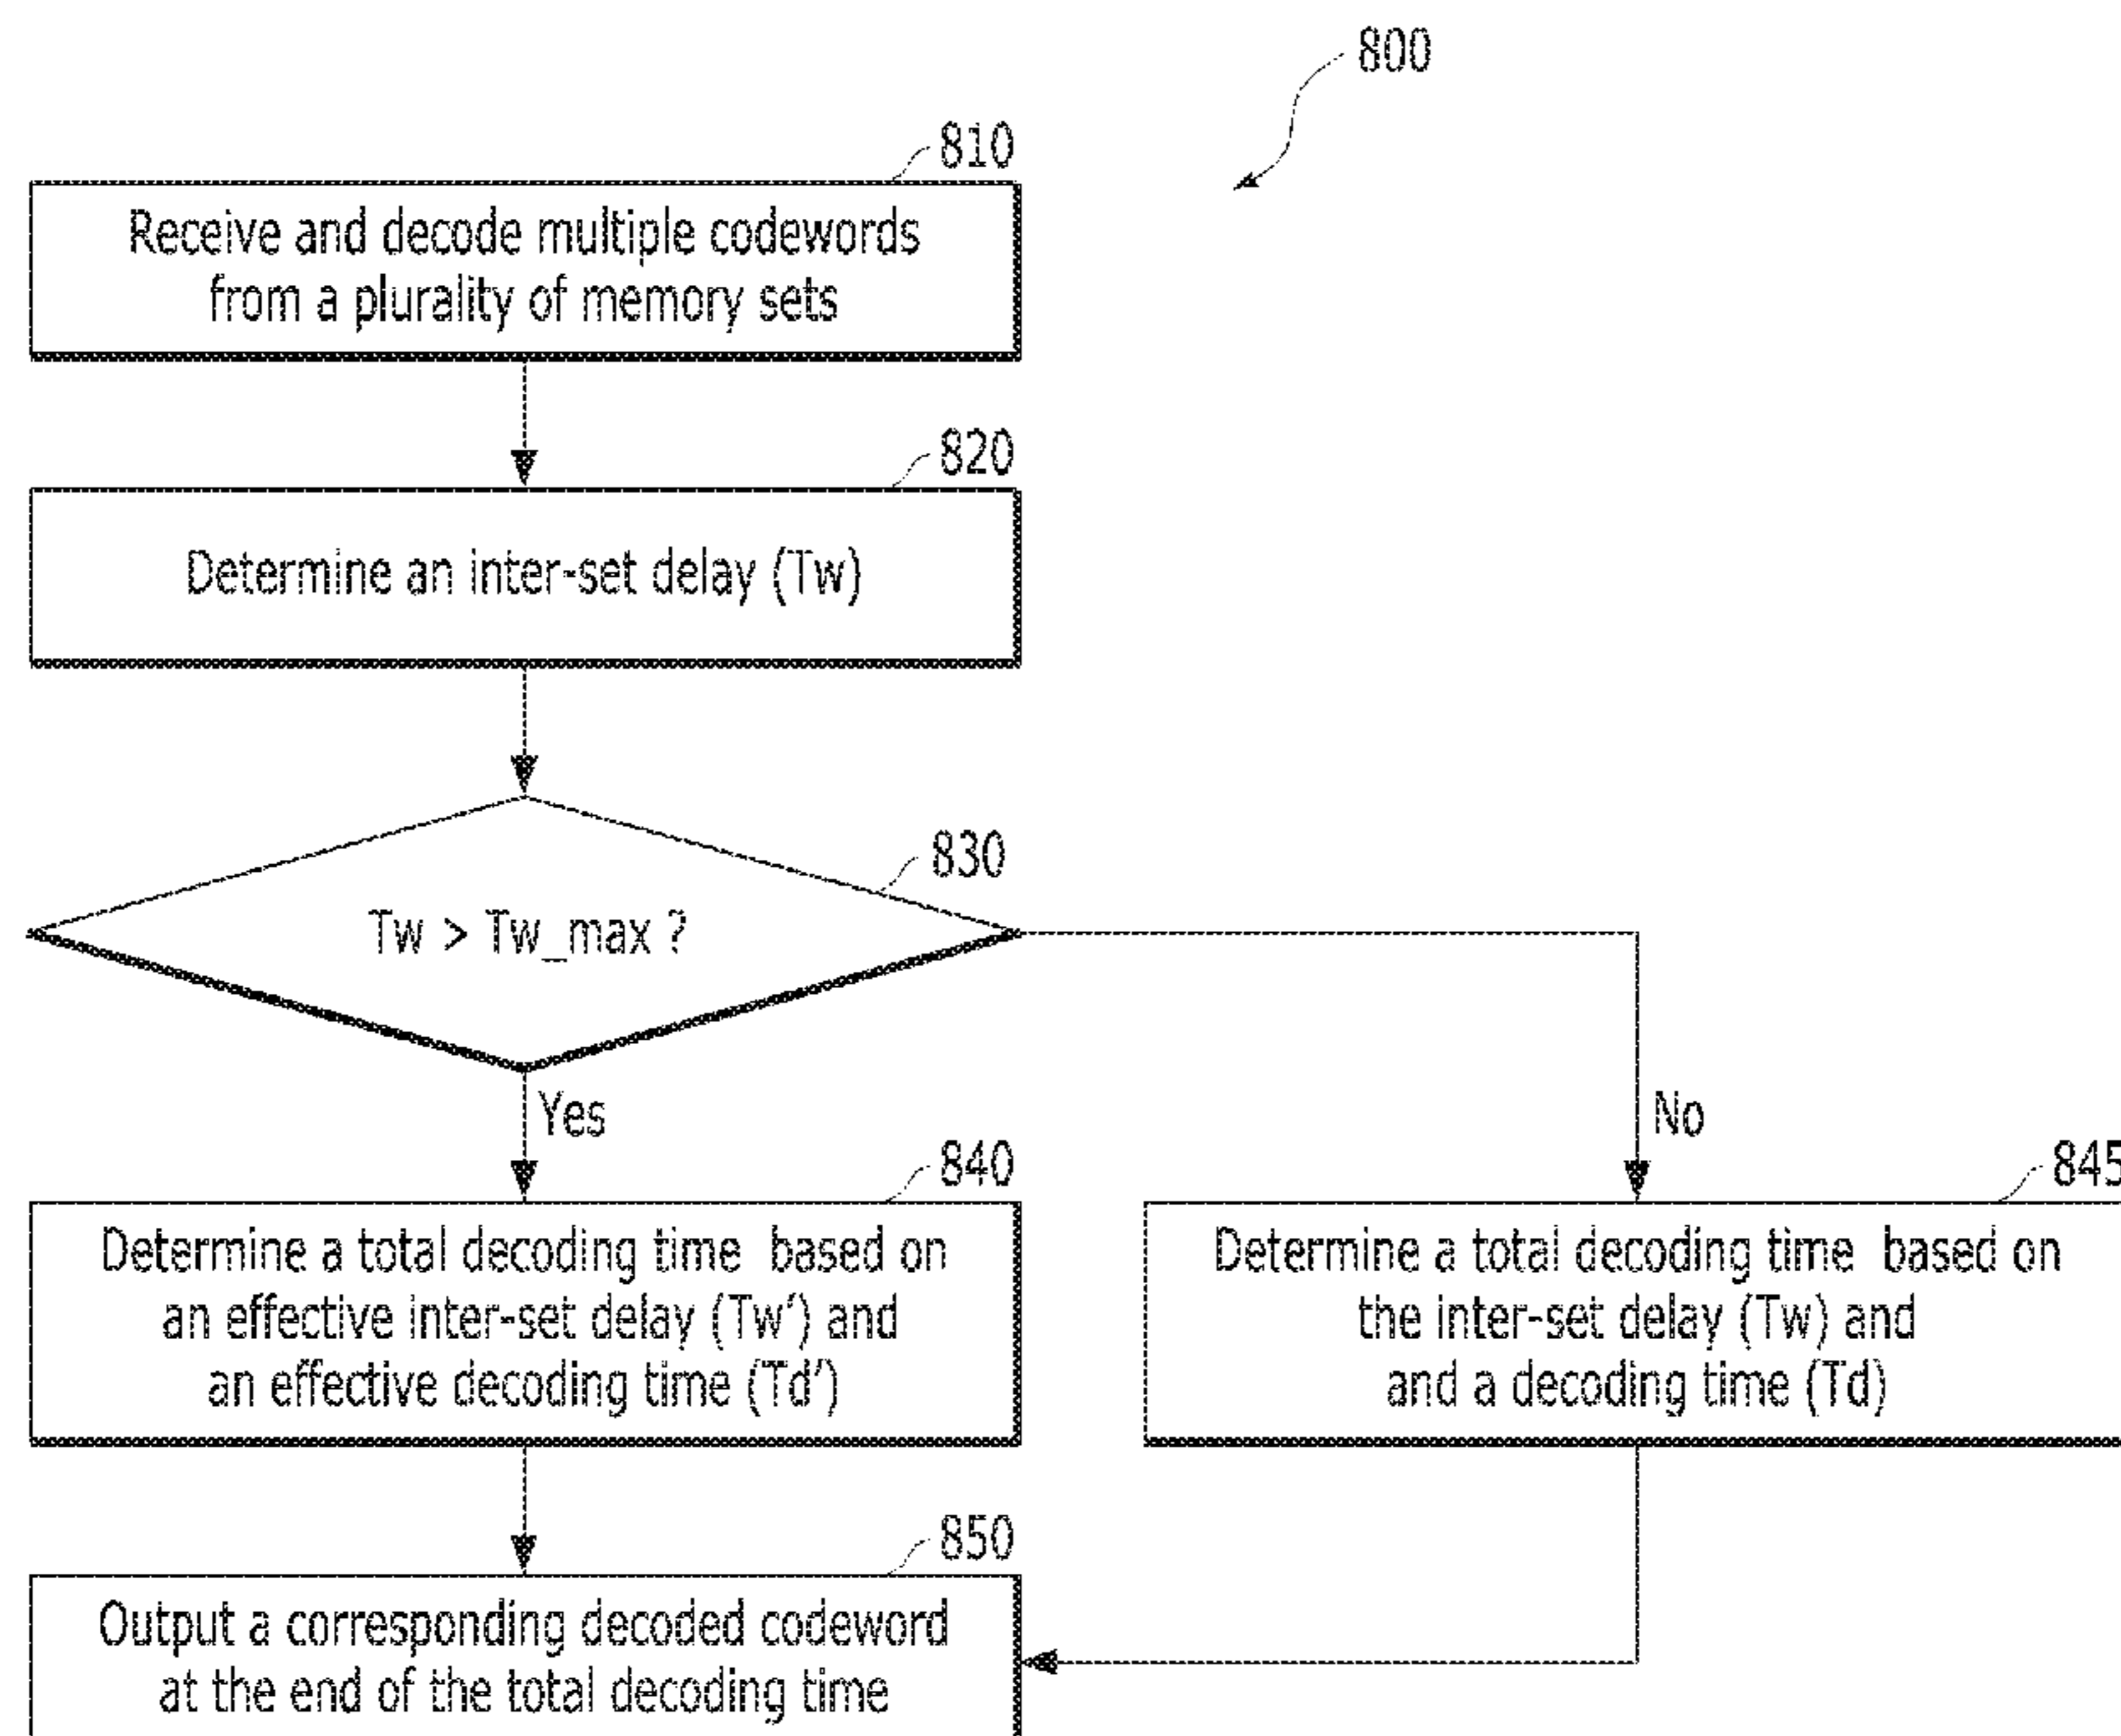 800
810
Receive and decode multiple codewords
from a plurality of memory sets
820
Determine an inter-set delay (Tw)
830
Tw > Tw_max ?
Yes
No
840
Determine a total decoding time based on
an effective inter-set delay (Tw′) and
an effective decoding time (Td′)
845
Determine a total decoding time based on
the inter-set delay (Tw) and
and a decoding time (Td)
850
Output a corresponding decoded codeword
at the end of the total decoding time